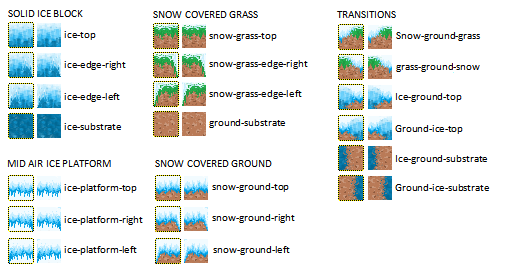 SOLID ICE BLOCK
ice-top
ice-edge-right
ice-edge-left
ice-substrate
MID AIR ICE PLATFORM
ice-platform-top
ice-platform-right
ice-platform-left
SNOW COVERED GRASS
snow-grass-top
snow-grass-edge-right
snow-grass-edge-left
ground-substrate
SNOW COVERED GROUND
snow-ground-top
snow-ground-right
snow-ground-left
TRANSITIONS
Snow-ground-grass
grass-ground-snow
Ice-ground-top
Ground-ice-top
Ice-ground-substrate
Ground-ice-substrate